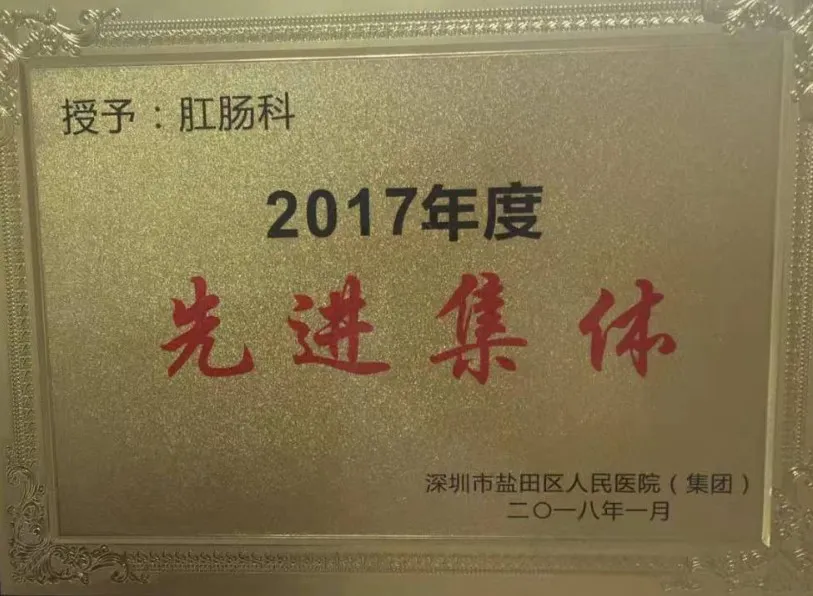 授予：肛肠科
2017年度
先进集体
深圳市盐田区人民医院（集团）
二〇一八年一月